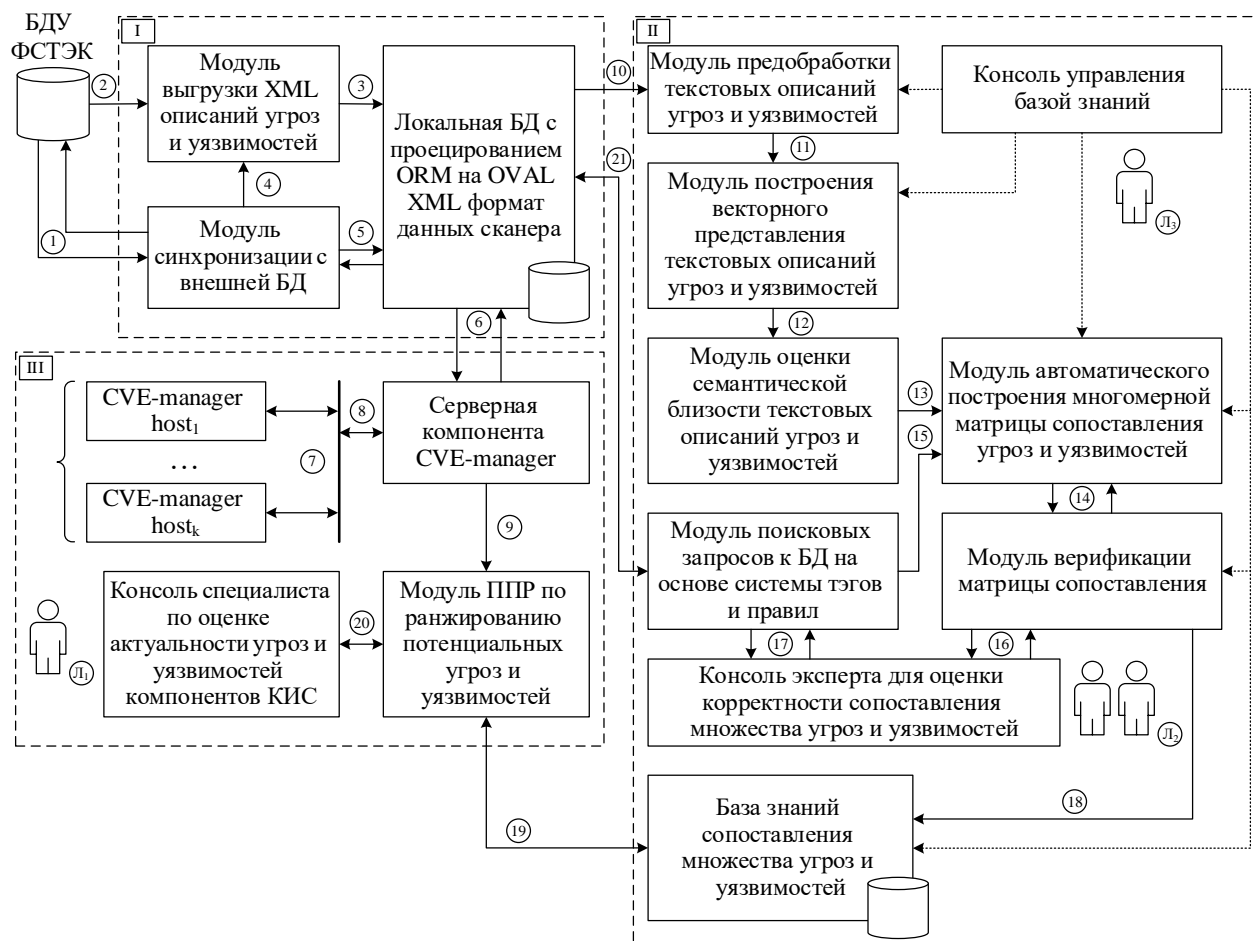 БДУ
ФСТЭК
I
II
2
Модуль
выгрузки XML
описаний угроз
и уязвимостей
3
Локальная БД с
проецированием
ORM на OVAL
XML формат
данных сканера
10
Модуль предобработки
текстовых описаний
угроз и уязвимостей
Консоль управления
базой знаний
11
21
4
1
Модуль
синхронизации с
внешней БД
5
Модуль построения
векторного
представления
текстовых описаний
угроз и уязвимостей
Л3
6
12
III
CVE-manager
host1
…
CVE-manager
hostk
7
8
Серверная
компонента
CVE-manager
9
Модуль оценки
семантической
близости текстовых
описаний угроз и
уязвимостей
13
15
Модуль автоматического
построения многомерной
матрицы сопоставления
угроз и уязвимостей
14
Модуль поисковых
запросов к БД на
основе системы тэгов
и правил
Модуль верификации
матрицы сопоставления
Л1
Консоль специалиста
по оценке
актуальности угроз и
уязвимостей
компонентов КИС
20
Модуль ППР по
ранжированию
потенциальных
угроз и
уязвимостей
17
16
Консоль эксперта для оценки
корректности сопоставления
множества угроз и уязвимостей
Л2
18
19
База знаний
сопоставления
множества угроз и
уязвимостей